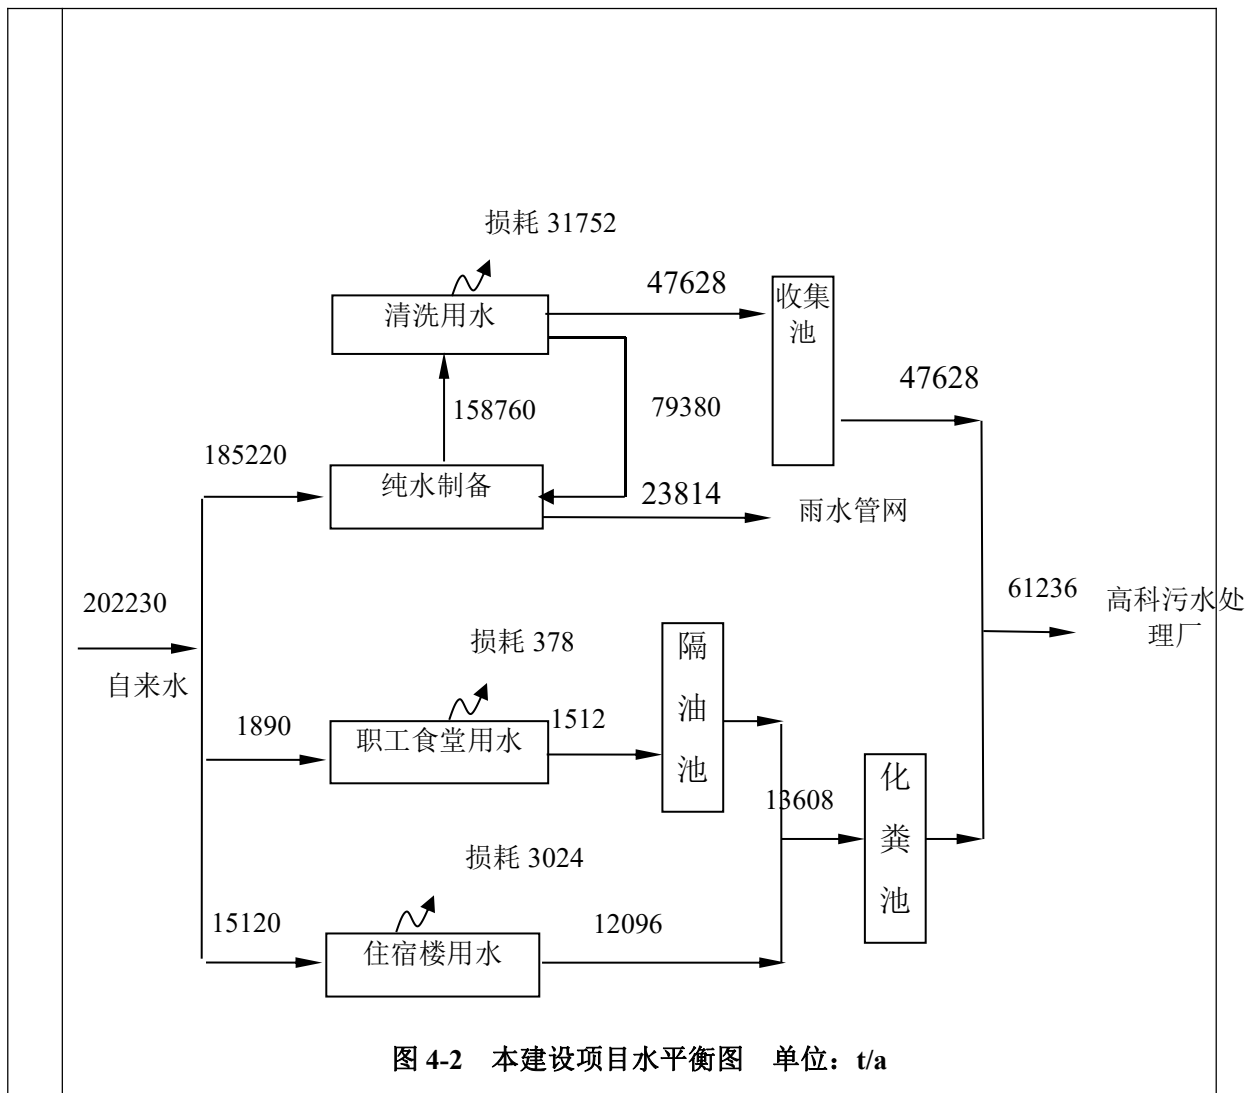 损耗 31752
47628
清洗用水
收集
池
47628
158760
79380
185220
纯水制备
23814
雨水管网
202230
自来水
61236
高科污水处
理厂
损耗 378
隔
油
池
1890
职工食堂用水
1512
13608
化
粪
池
损耗 3024
15120
住宿楼用水
12096
图 4-2 本建设项目水平衡图 单位：t/a